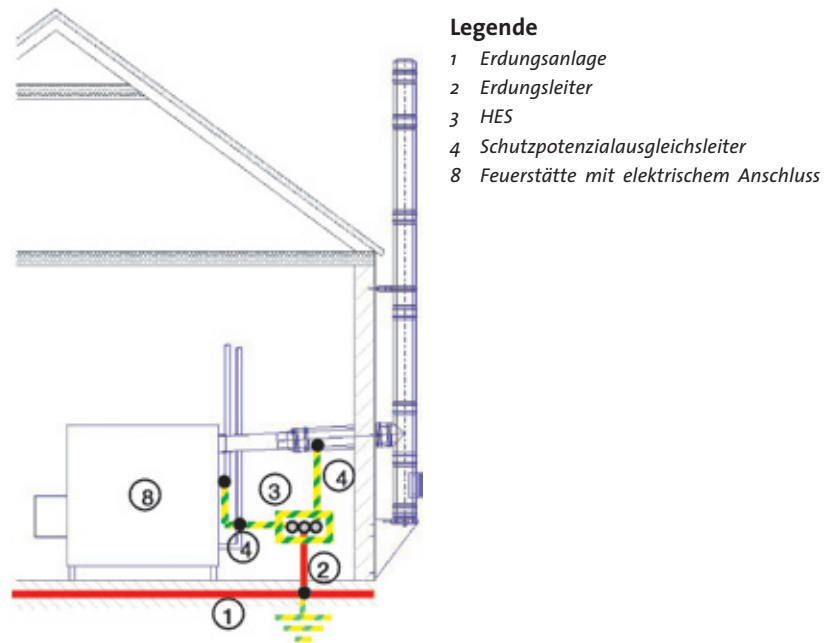 Legende
1 Erdungsanlage
2 Erdungsleiter
3 HES
4 Schutzpotenzialausgleichsleiter
8 Feuerstätte mit elektrischem Anschluss
8
3
4
4
2
1